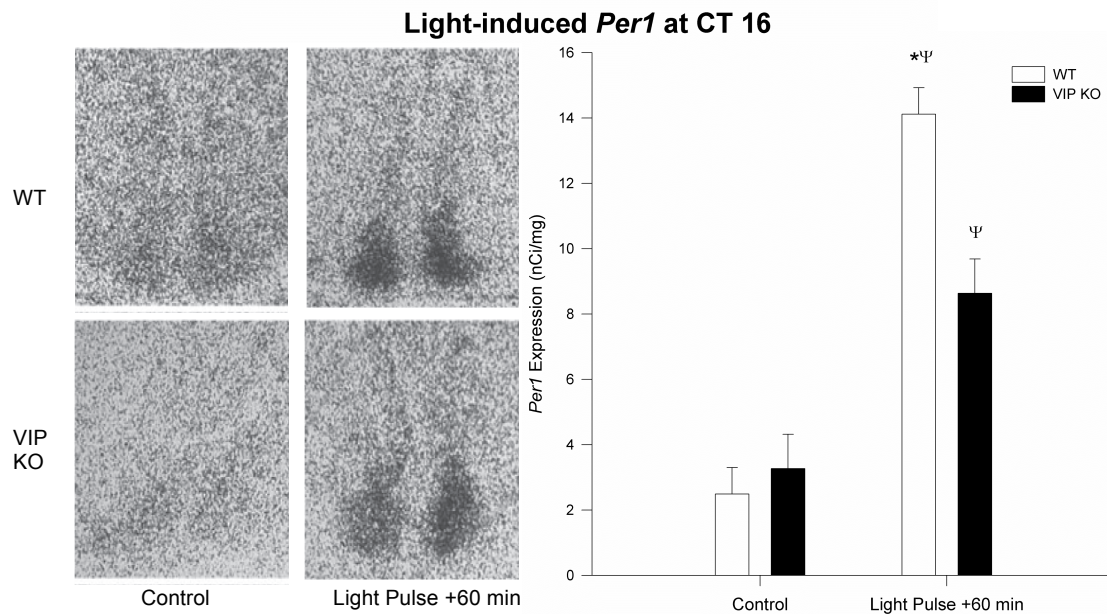 Light-induced Per1 at CT 16
WT
VIP
KO
Control
Light Pulse +60 min
Per1 Expression (nCi/mg)
16
14
12
10
8
6
4
2
0
*Ψ
Ψ
WT
VIP KO
Control
Light Pulse +60 min